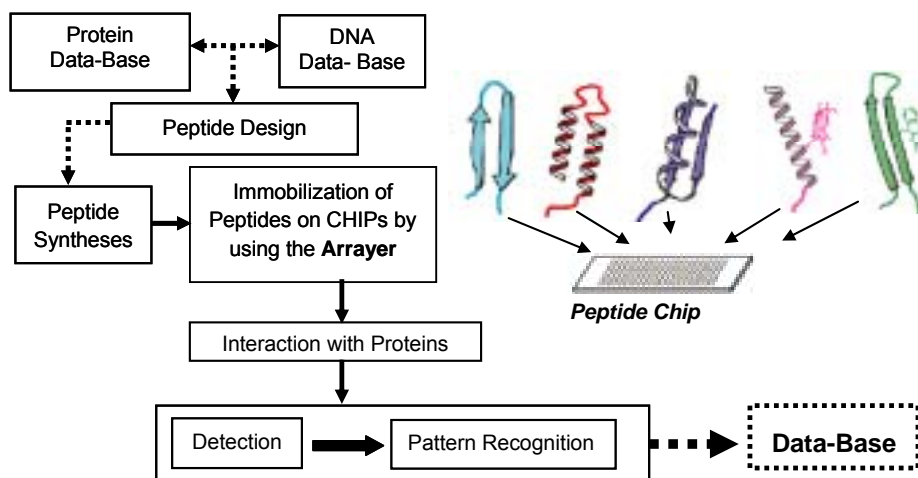 Protein
Data-Base
DNA
Data- Base
Peptide Design
Peptide
Syntheses
Immobilization of
Peptides on CHIPs by
using the Arrayer
Peptide Chip
Interaction with Proteins
Detection
Pattern Recognition
Data-Base